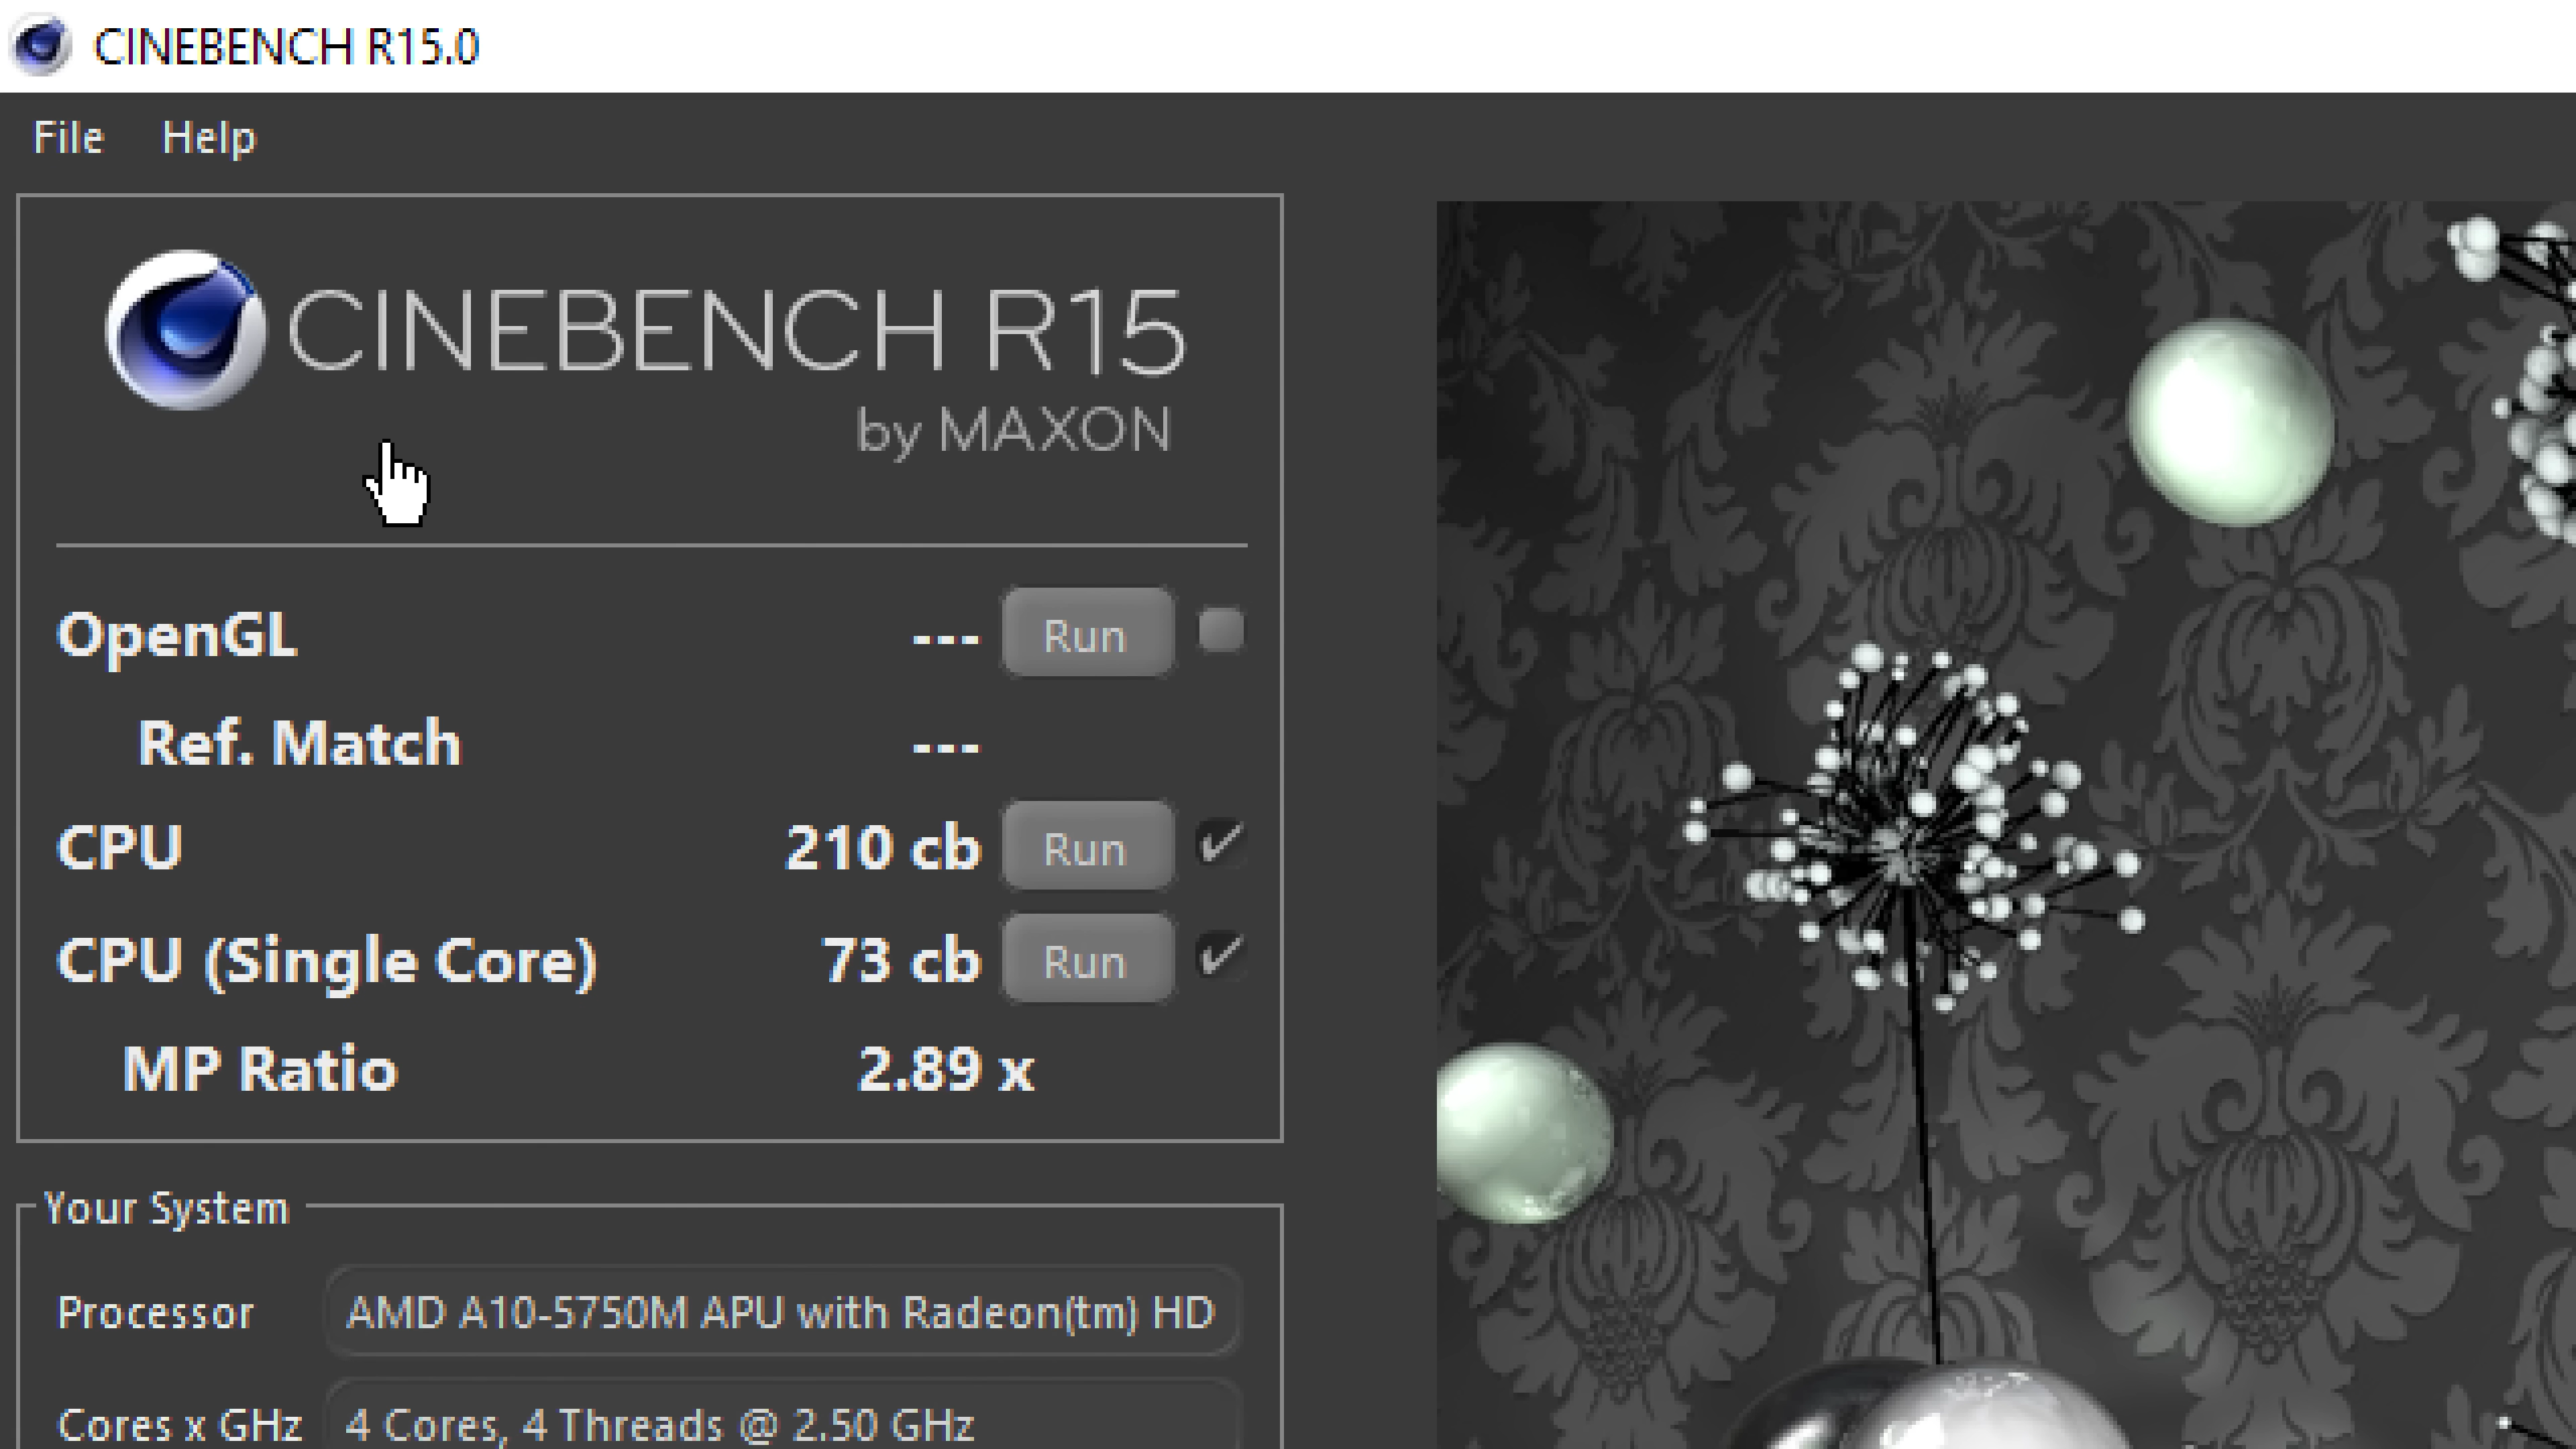 CINEBENCH R15.0
File Help
CINEBENCH R15
by MAXON
OpenGL --- Run
Ref. Match ---
CPU 210 cb Run
CPU (Single Core) 73 cb Run
MP Ratio 2.89 x
Your System
Processor AMD A10-5750M APU with Radeon(tm) HD
Cores x GHz 4 Cores, 4 Threads @ 2.50 GHz